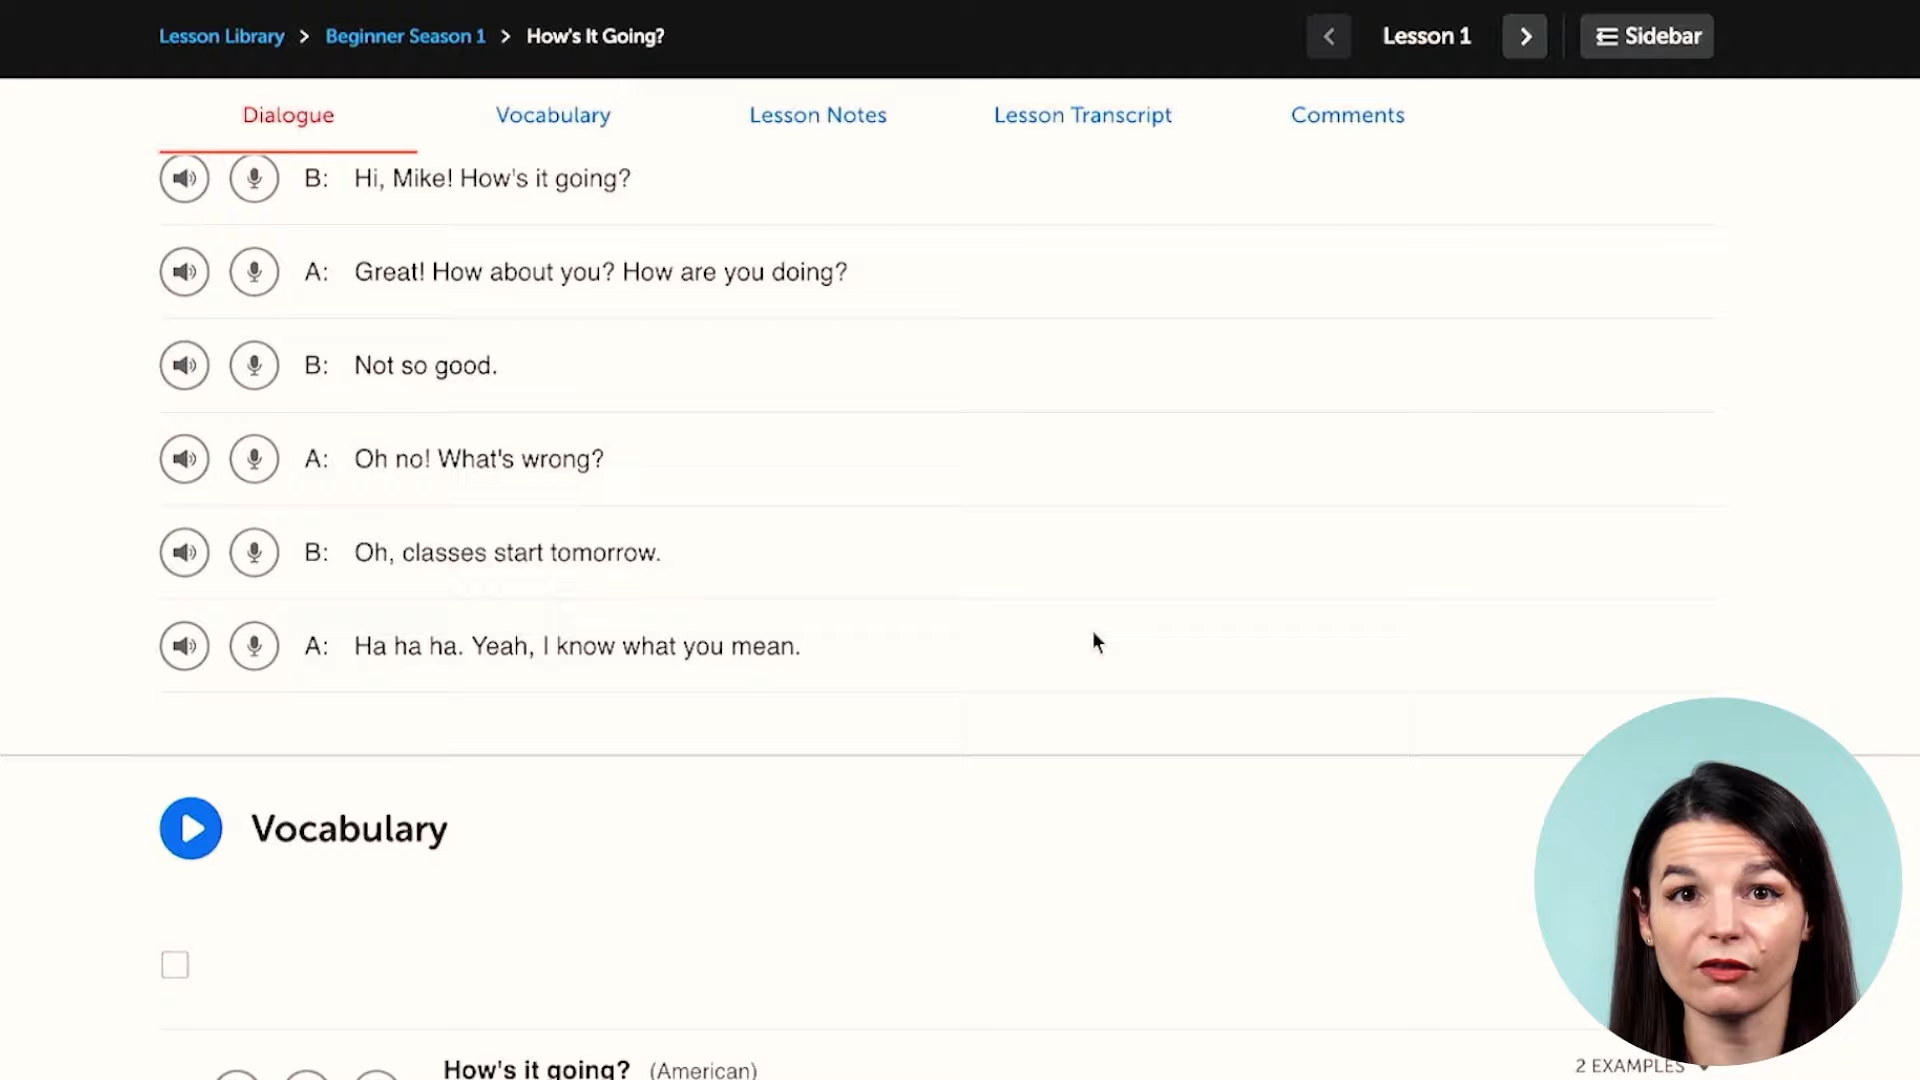 Lesson Library > Beginner Season 1 > How's It Going?
< Lesson 1 > Sidebar
Dialogue Vocabulary Lesson Notes Lesson Transcript Comments
B: Hi, Mike! How's it going?
A: Great! How about you? How are you doing?
B: Not so good.
A: Oh no! What's wrong?
B: Oh, classes start tomorrow.
A: Ha ha ha. Yeah, I know what you mean.
Vocabulary
How's it going? (American)
2 EXAMPLES